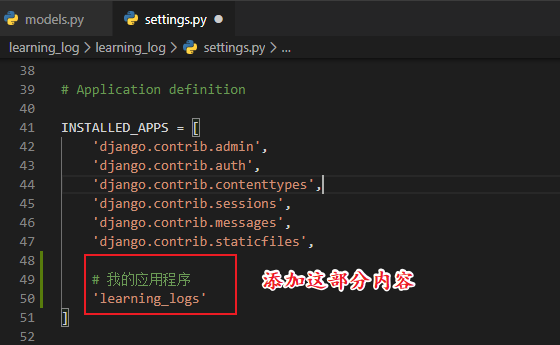 models.py settings.py
learning_log > learning_log > settings.py > ...
38
39 # Application definition
40
41 INSTALLED_APPS = [
42 'django.contrib.admin',
43 'django.contrib.auth',
44 'django.contrib.contenttypes',
45 'django.contrib.sessions',
46 'django.contrib.messages',
47 'django.contrib.staticfiles',
48
49 # 我的应用程序 添加这部分内容
50 'learning_logs'
51 ]
52